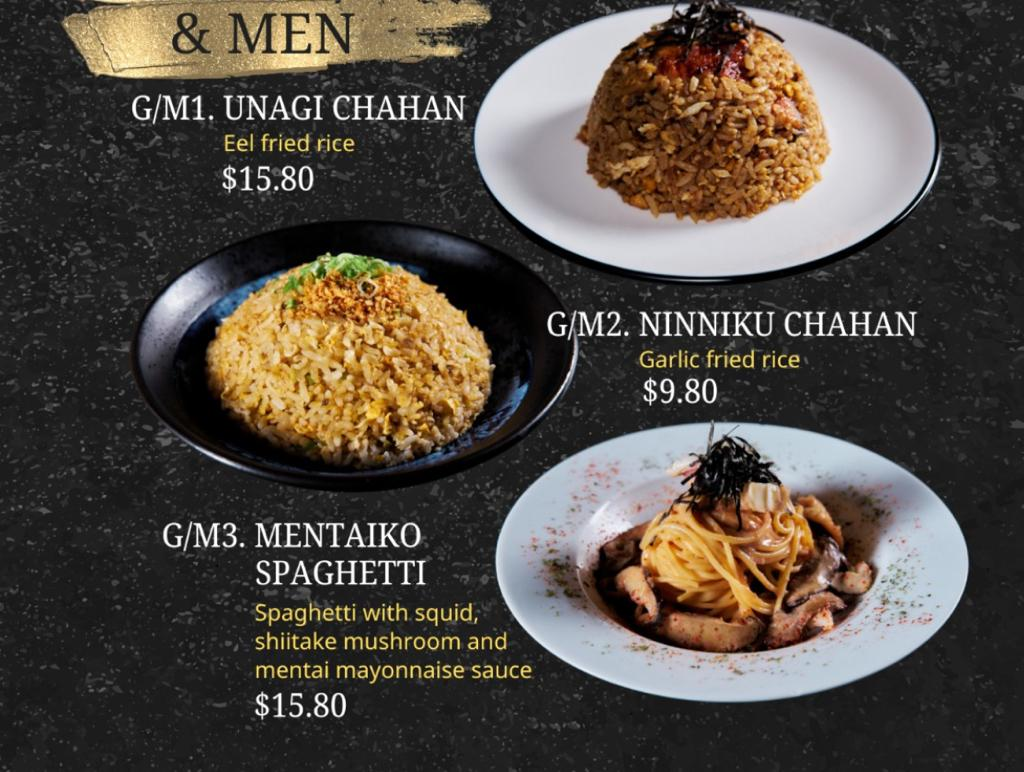 & MEN
G/M1. UNAGI CHAHAN
Eel fried rice
$15.80
G/M2. NINNIKU CHAHAN
Garlic fried rice
$9.80
G/M3. MENTAIKO
SPAGHETTI
Spaghetti with squid,
shiitake mushroom and
mentai mayonnaise sauce
$15.80